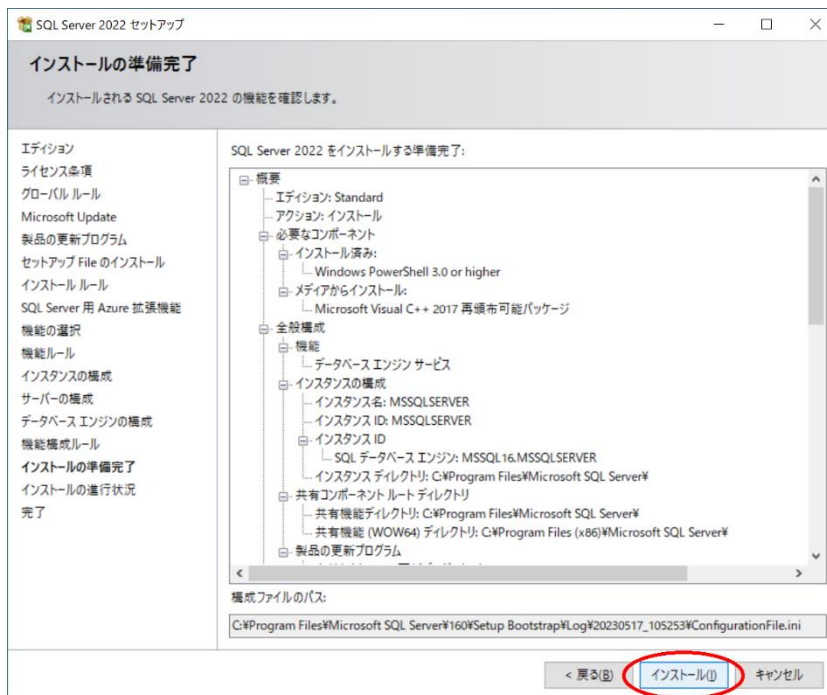 SQL Server 2022 セットアップ
インストールの準備完了
インストールされる SQL Server 2022 の機能を確認します。
エディション
ライセンス条項
グローバル ルール
Microsoft Update
製品の更新プログラム
セットアップ File のインストール
インストール ルール
SQL Server 用 Azure 拡張機能
機能の選択
機能ルール
インスタンスの構成
サーバーの構成
データベース エンジンの構成
機能構成ルール
インストールの準備完了
インストールの進行状況
完了
SQL Server 2022 をインストールする準備完了:
概要
エディション: Standard
アクション: インストール
必要なコンポーネント
インストール済み:
Windows PowerShell 3.0 or higher
メディアからインストール:
Microsoft Visual C++ 2017 再頒布可能パッケージ
全般構成
機能
データベース エンジン サービス
インスタンスの構成
インスタンス名: MSSQLSERVER
インスタンス ID: MSSQLSERVER
インスタンス ID
SQL データベース エンジン: MSSQL16.MSSQLSERVER
インスタンス ディレクトリ: C:¥Program Files¥Microsoft SQL Server¥
共有コンポーネント ルート ディレクトリ
共有機能ディレクトリ: C:¥Program Files¥Microsoft SQL Server¥
共有機能 (WOW64) ディレクトリ: C:¥Program Files (x86)¥Microsoft SQL Server¥
製品の更新プログラム
構成ファイルのパス:
C:¥Program Files¥Microsoft SQL Server¥160¥Setup Bootstrap¥Log¥20230517_105253¥ConfigurationFile.ini
< 戻る(B)
インストール(I)
キャンセル